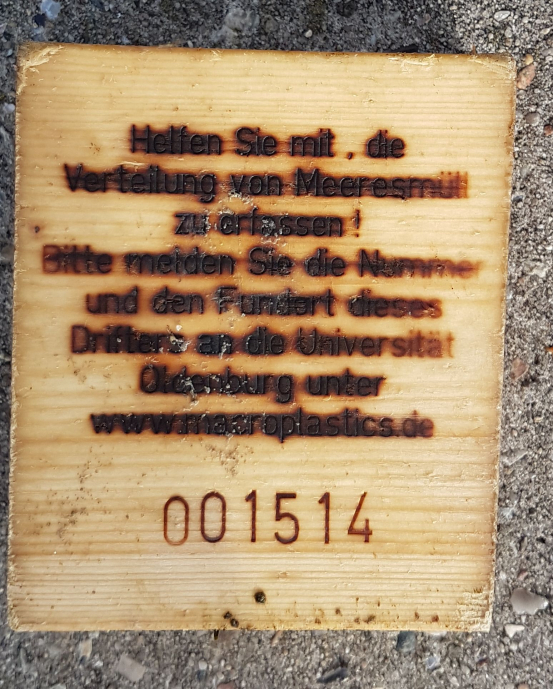 Helfen Sie mit , die
Verteilung von Meeresmüll
zu erfassen !
Bitte melden Sie die Nummer
und den Fundort dieses
Drifters an die Universität
Oldenburg unter
www.macroplastics.de
001514